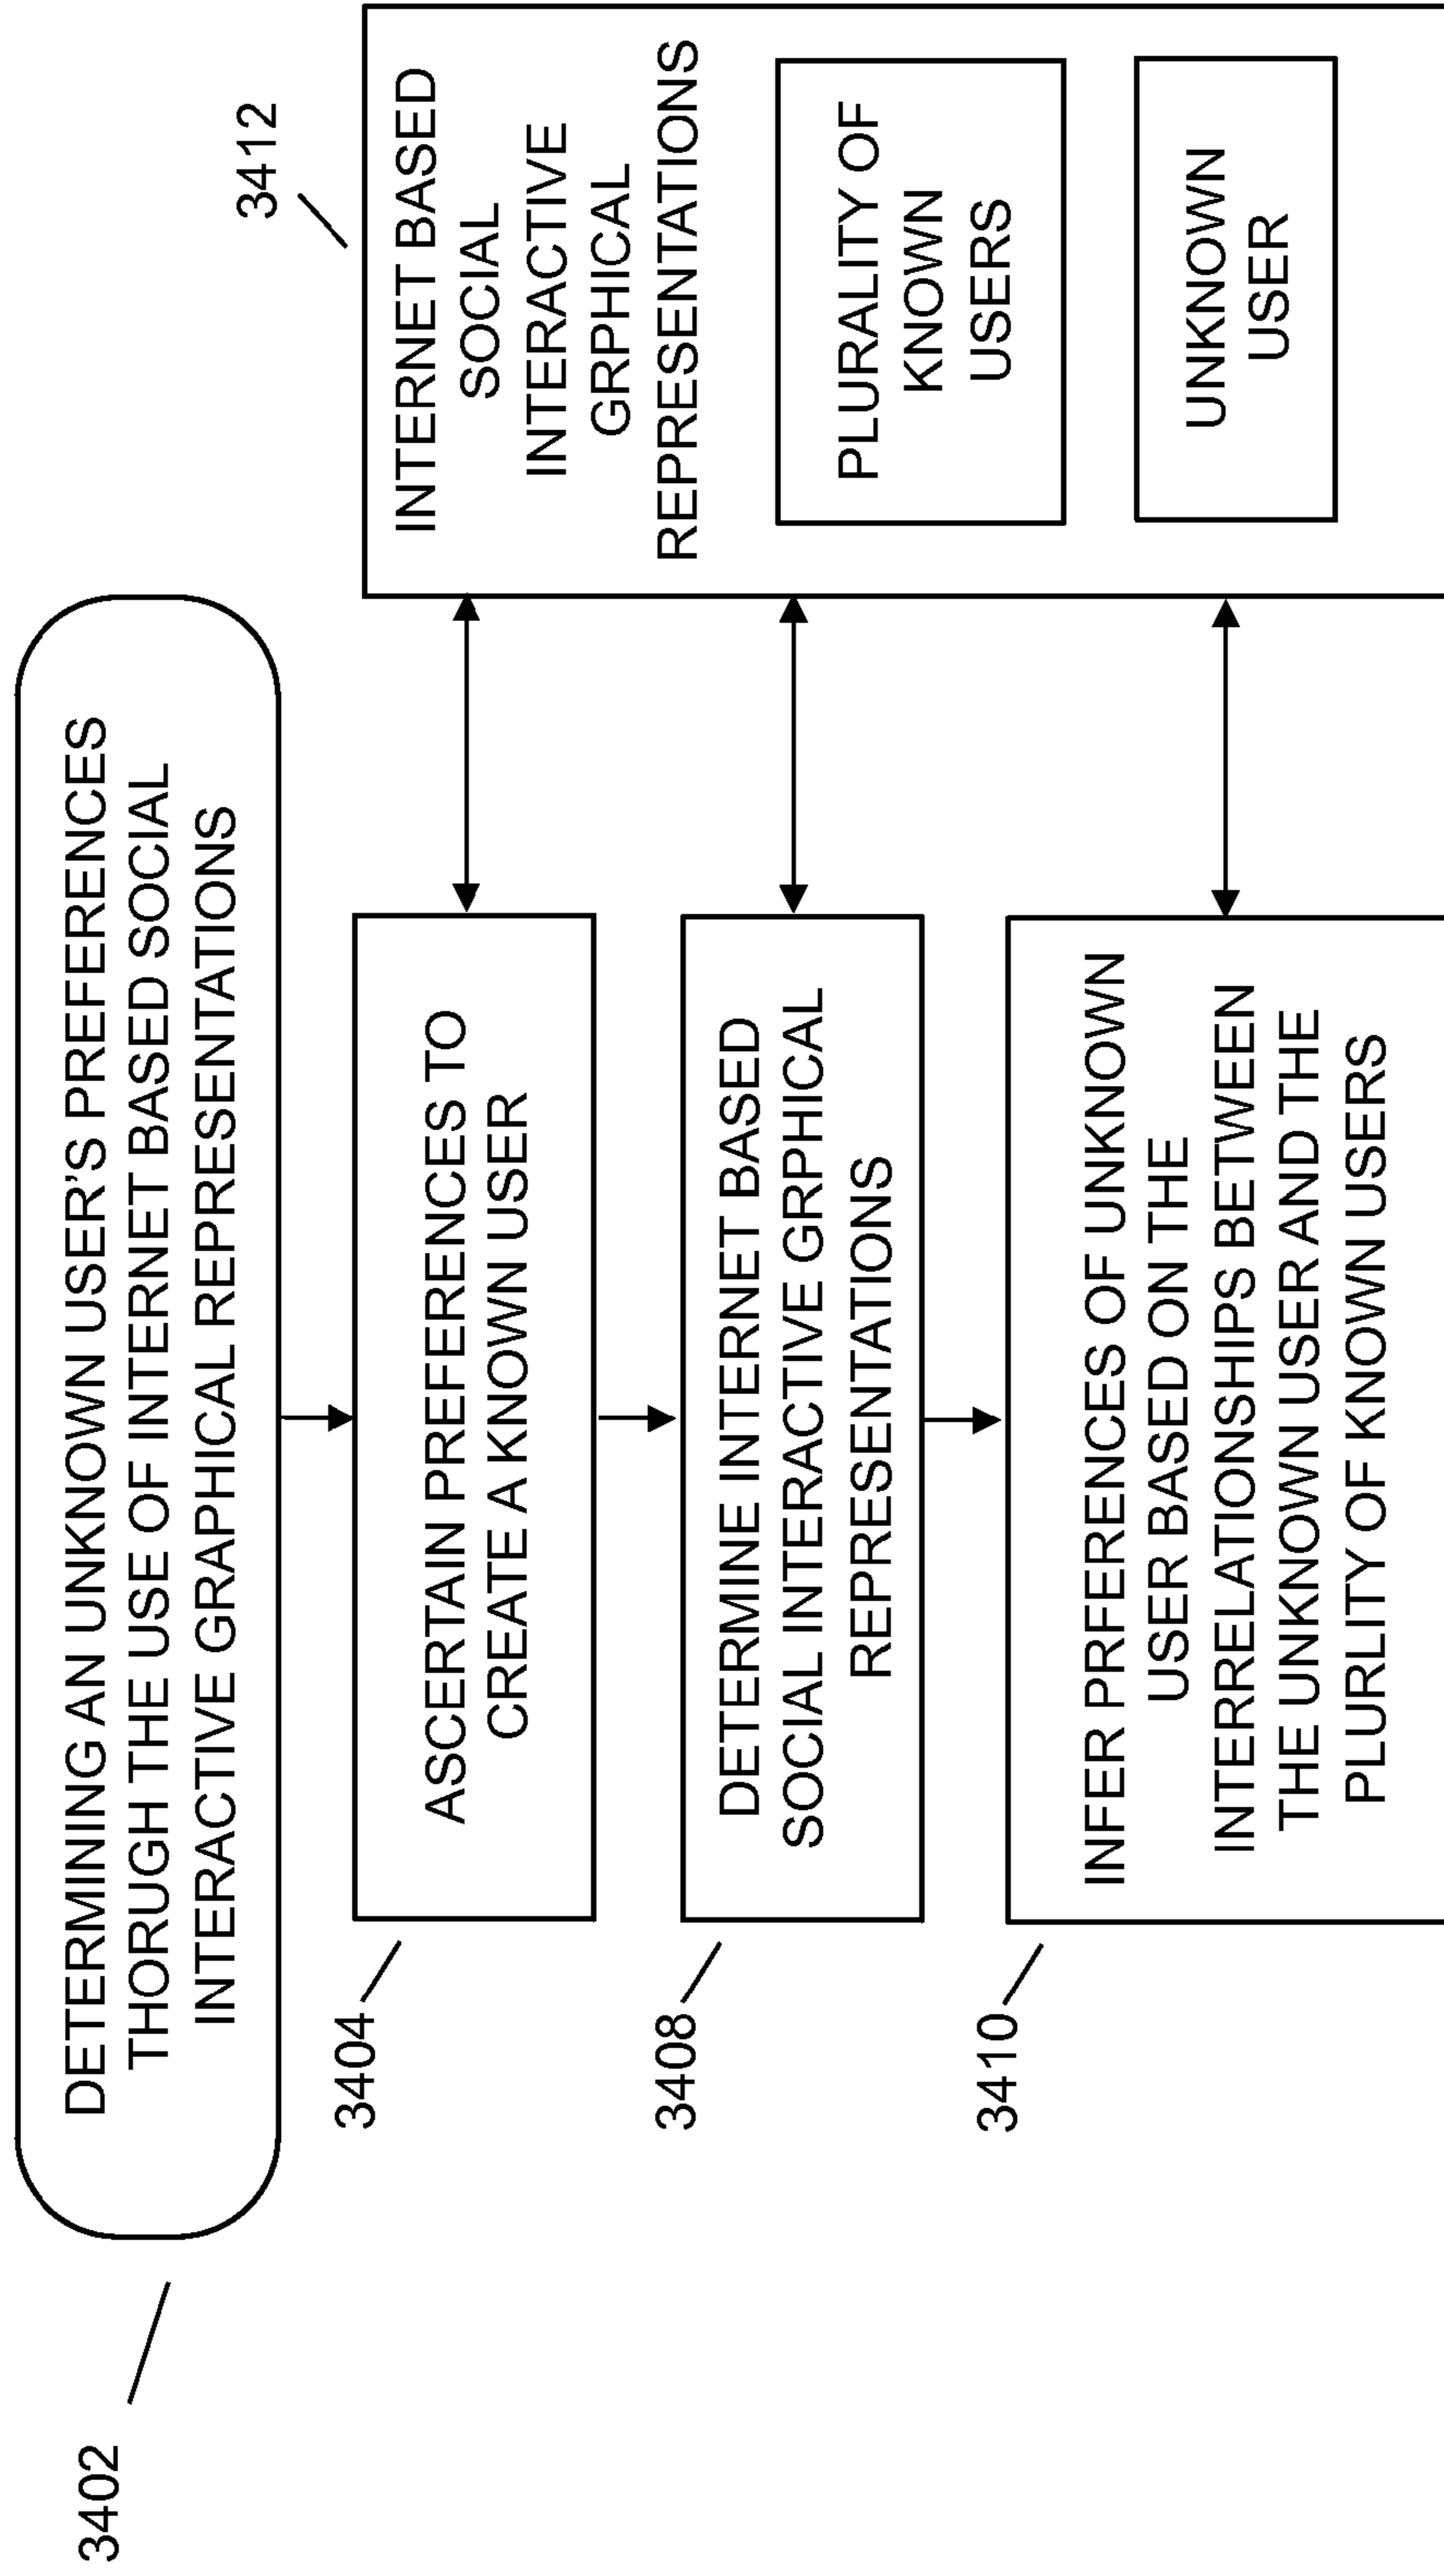 3402
DETERMINING AN UNKNOWN USER'S PREFERENCES
THORUGH THE USE OF INTERNET BASED SOCIAL
INTERACTIVE GRAPHICAL REPRESENTATIONS
3404
ASCERTAIN PREFERENCES TO
CREATE A KNOWN USER
3408
DETERMINE INTERNET BASED
SOCIAL INTERACTIVE GRPHICAL
REPRESENTATIONS
3410
INFER PRFERENCES OF UNKNOWN
USER BASED ON THE
INTERRELATIONSHIPS BETWEEN
THE UNKNOWN USER AND THE
PLURLITY OF KNOWN USERS
3412
INTERNET BASED
SOCIAL
INTERACTIVE
GRPHICAL
REPRESENTATIONS
PLURALITY OF
KNOWN
USERS
UNKNOWN
USER